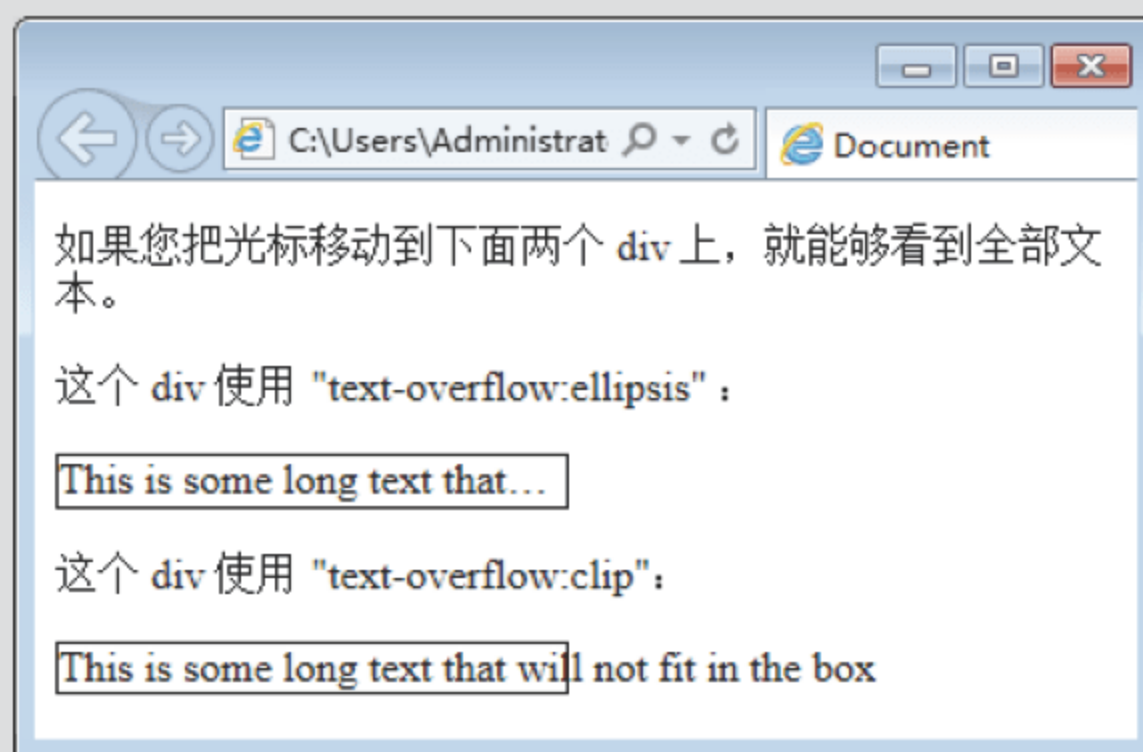 C:\Users\Administrat
Document
如果您把光标移动到下面两个 div 上，就能够看到全部文
本。
这个 div 使用 "text-overflow:ellipsis" ：
This is some long text that…
这个 div 使用 "text-overflow:clip"：
This is some long text that will not fit in the box